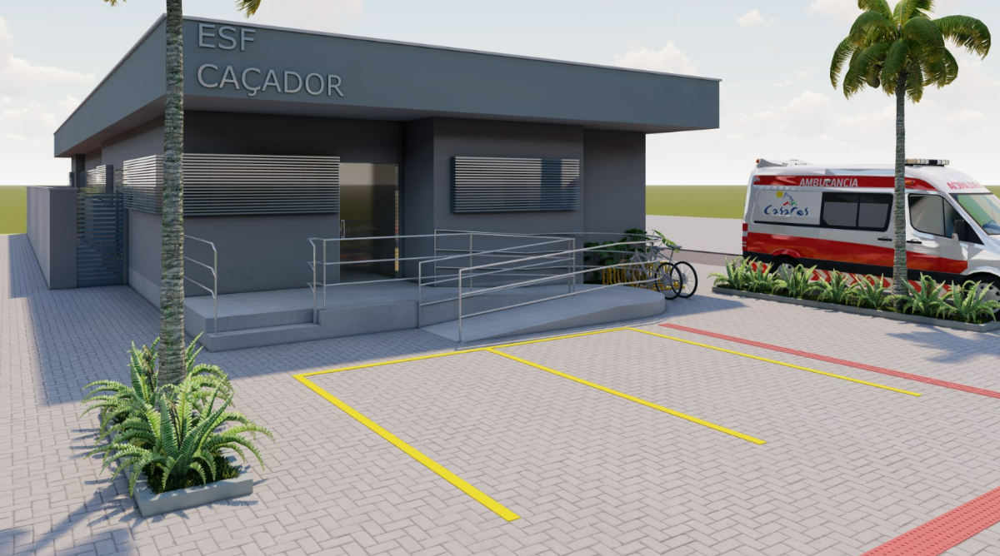 ESF
CAÇADOR
AMBULANCIA
Casares